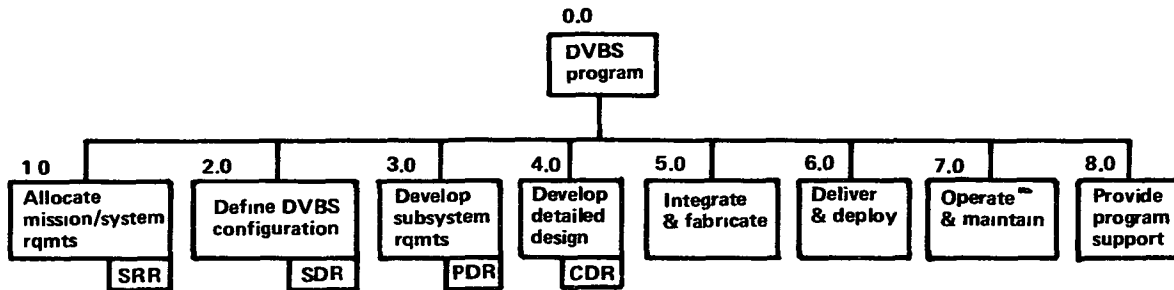 0.0
DVBS
program
1 0
Allocate
mission/system
rqmts
SRR
2.0
Define DVBS
configuration
SDR
3.0
Develop
subsystem
rqmts
PDR
4.0
Develop
detailed
design
CDR
5.0
Integrate
& fabricate
6.0
Deliver
& deploy
7.0
Operate
& maintain
8.0
Provide
program
support